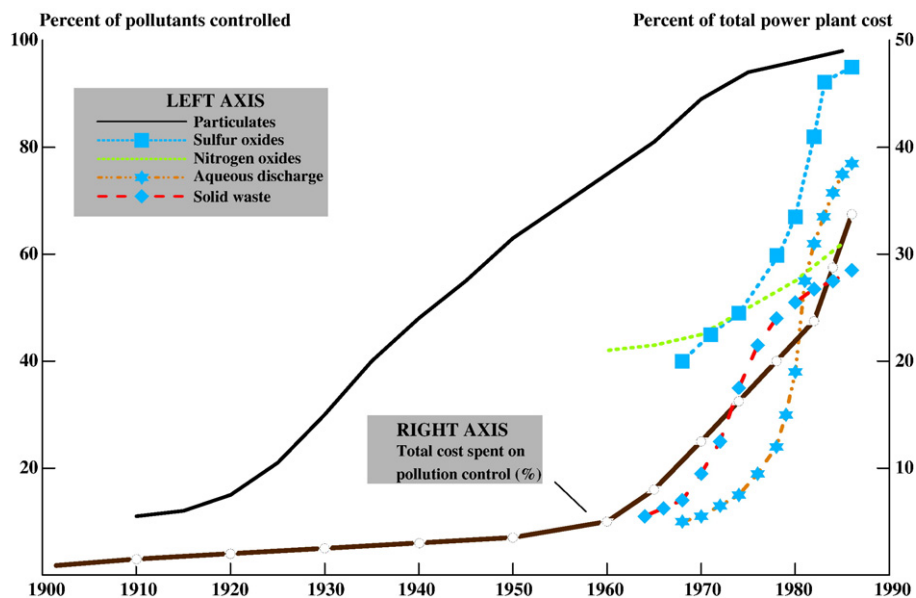 Percent of pollutants controlled
Percent of total power plant cost
100
80
60
40
20
50
40
30
20
10
LEFT AXIS
Particulates
Sulfur oxides
Nitrogen oxides
Aqueous discharge
Solid waste
RIGHT AXIS
Total cost spent on
pollution control (%)
1900
1910
1920
1930
1940
1950
1960
1970
1980
1990